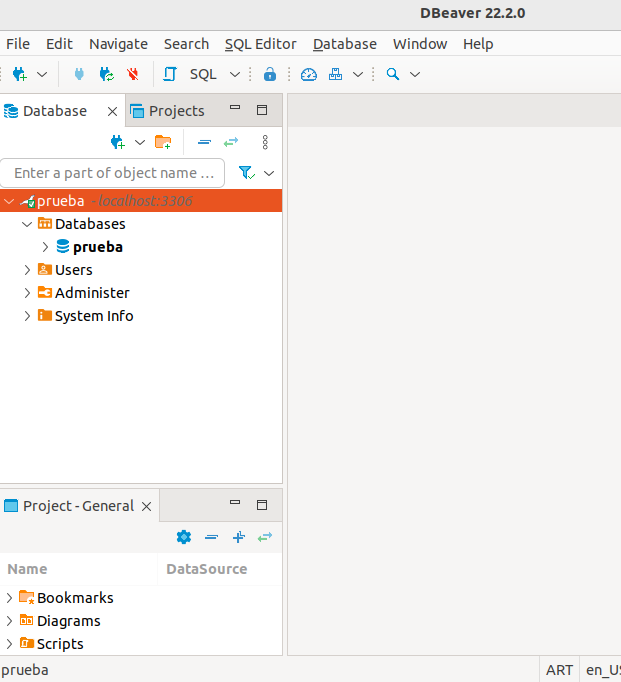 DBeaver 22.2.0
File Edit Navigate Search SQL Editor Database Window Help
SQL
Database Projects
Enter a part of object name ...
prueba - localhost:3306
Databases
prueba
Users
Administer
System Info
Project - General
Name DataSource
Bookmarks
Diagrams
Scripts
prueba ART en_US